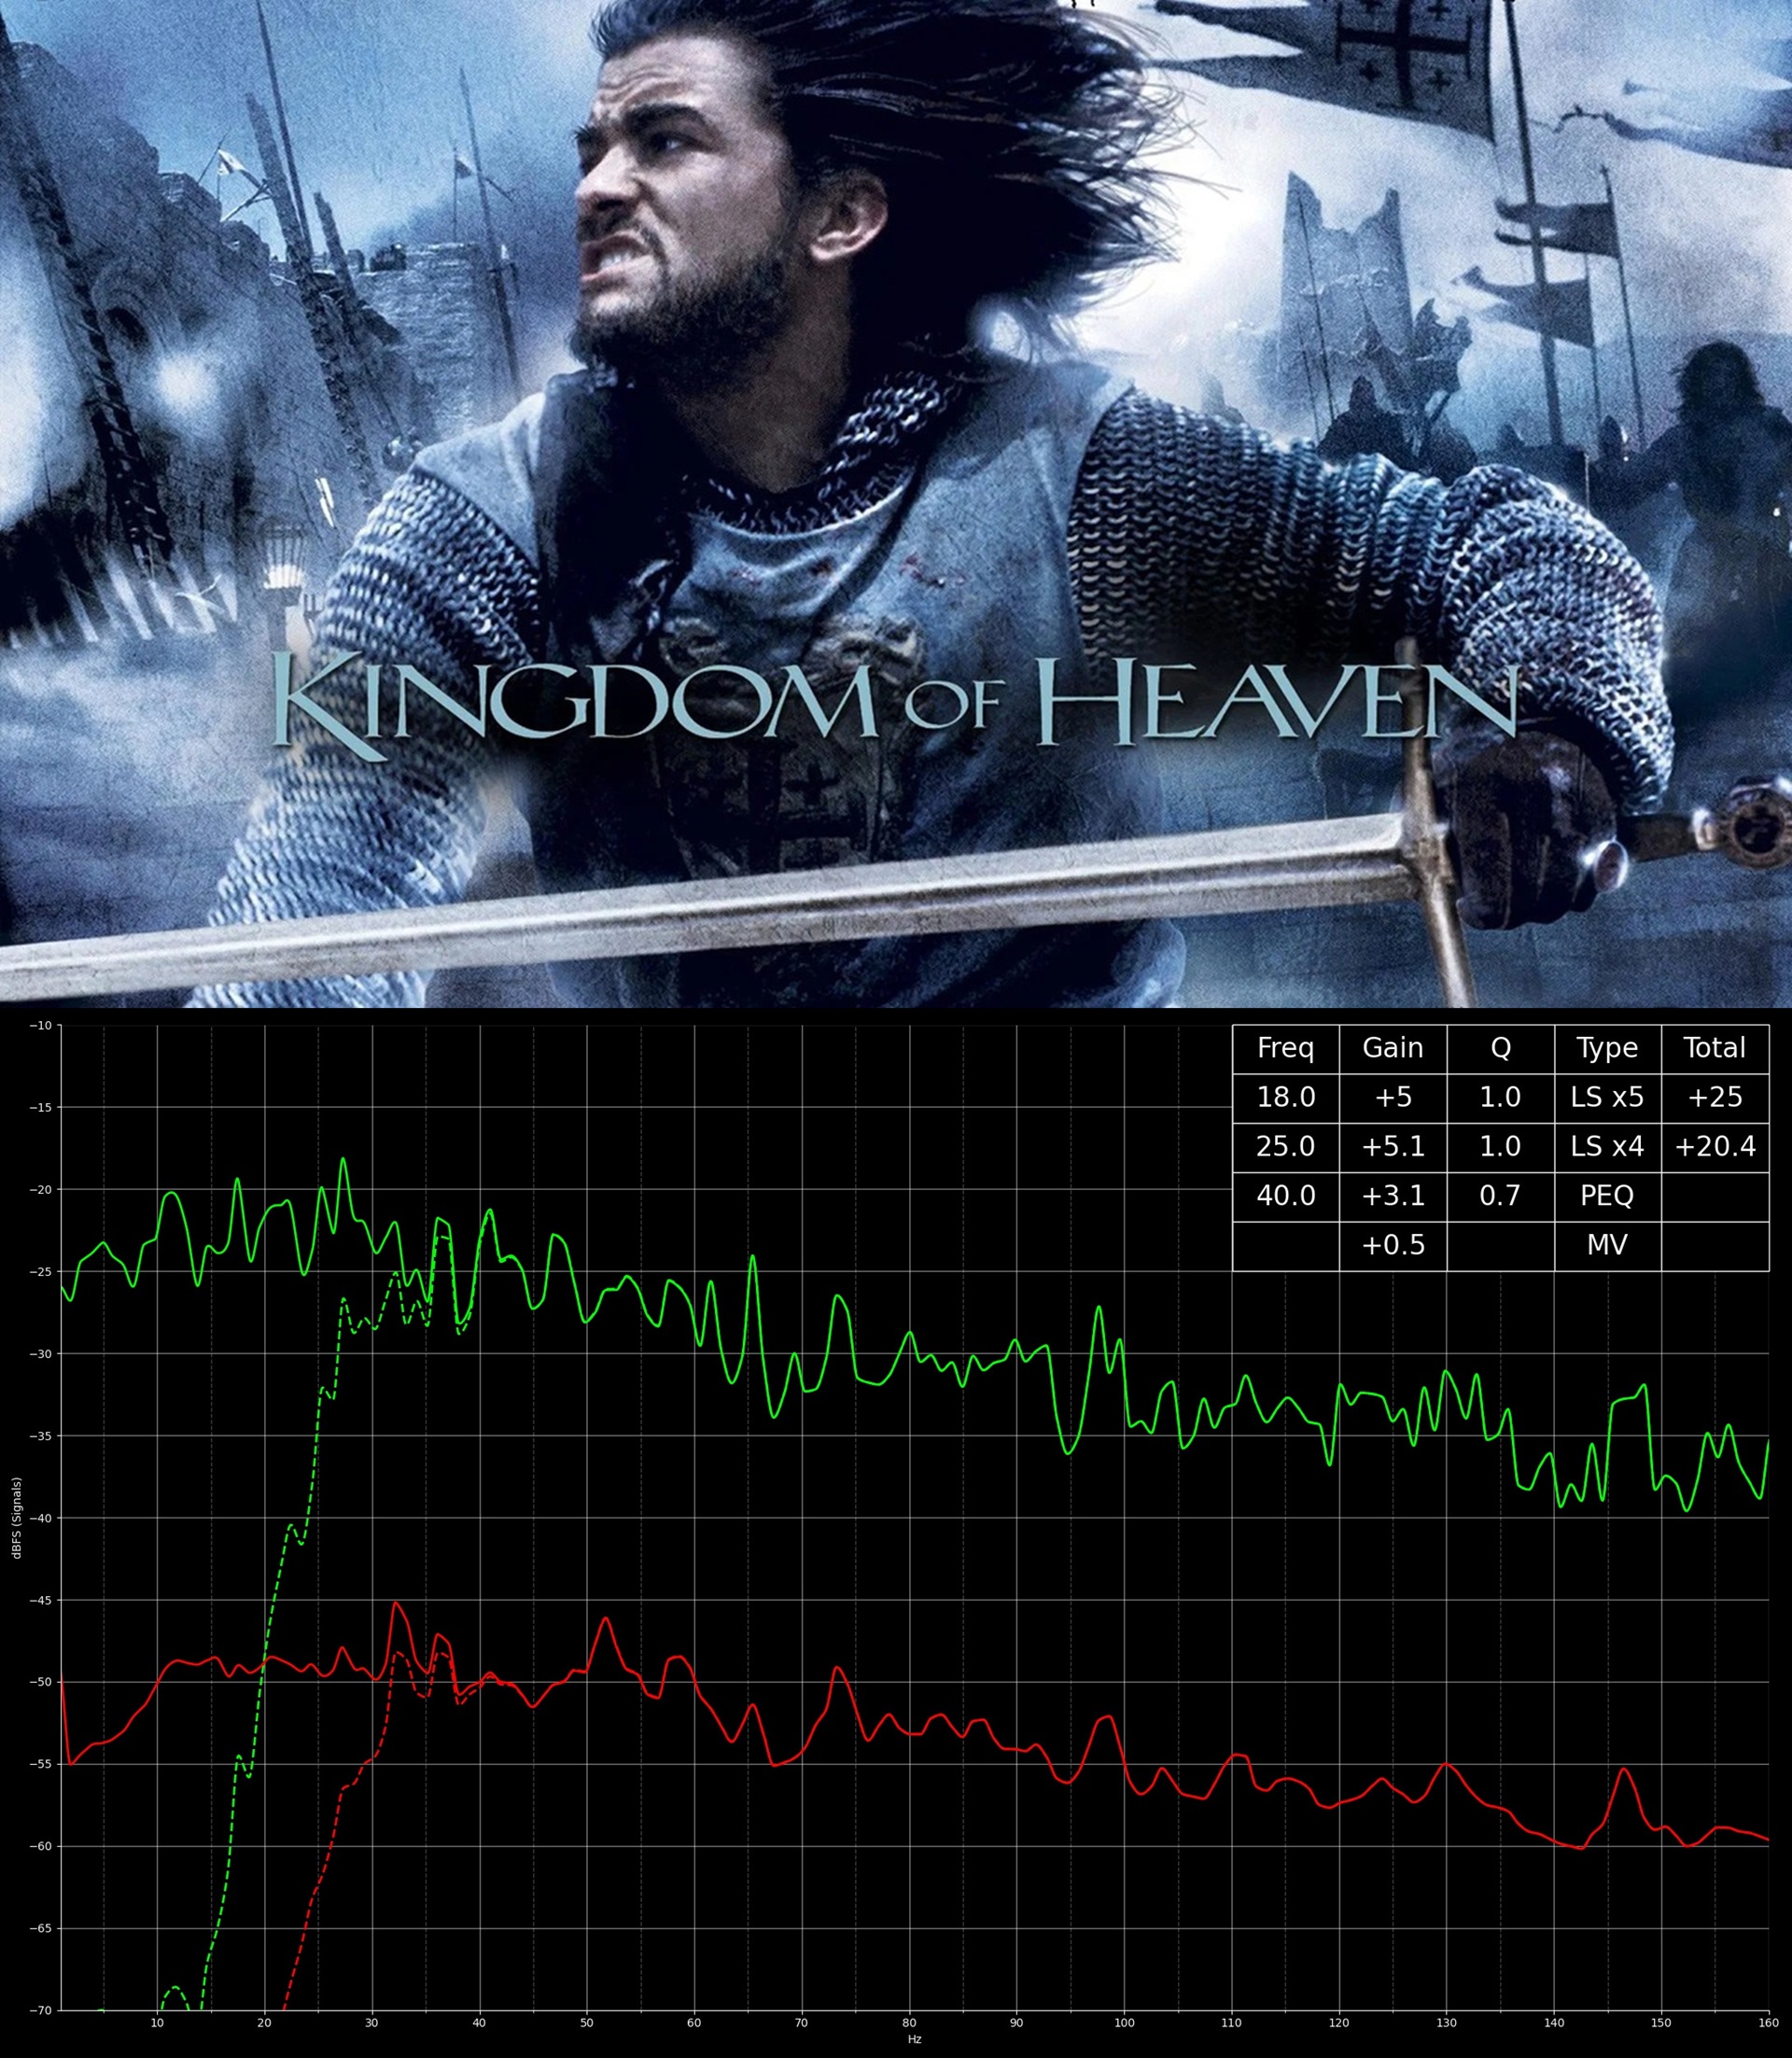 KINGDOM OF HEAVEN
Freq Gain Q Type Total
18.0 +5 1.0 LS x5 +25
25.0 +5.1 1.0 LS x4 +20.4
40.0 +3.1 0.7 PEQ
+0.5 MV
−10
−15
−20
−25
−30
−35
−40
−45
−50
−55
−60
−65
−70
dBFS (Signals)
10 20 30 40 50 60 70 80 90 100 110 120 130 140 150 160
Hz